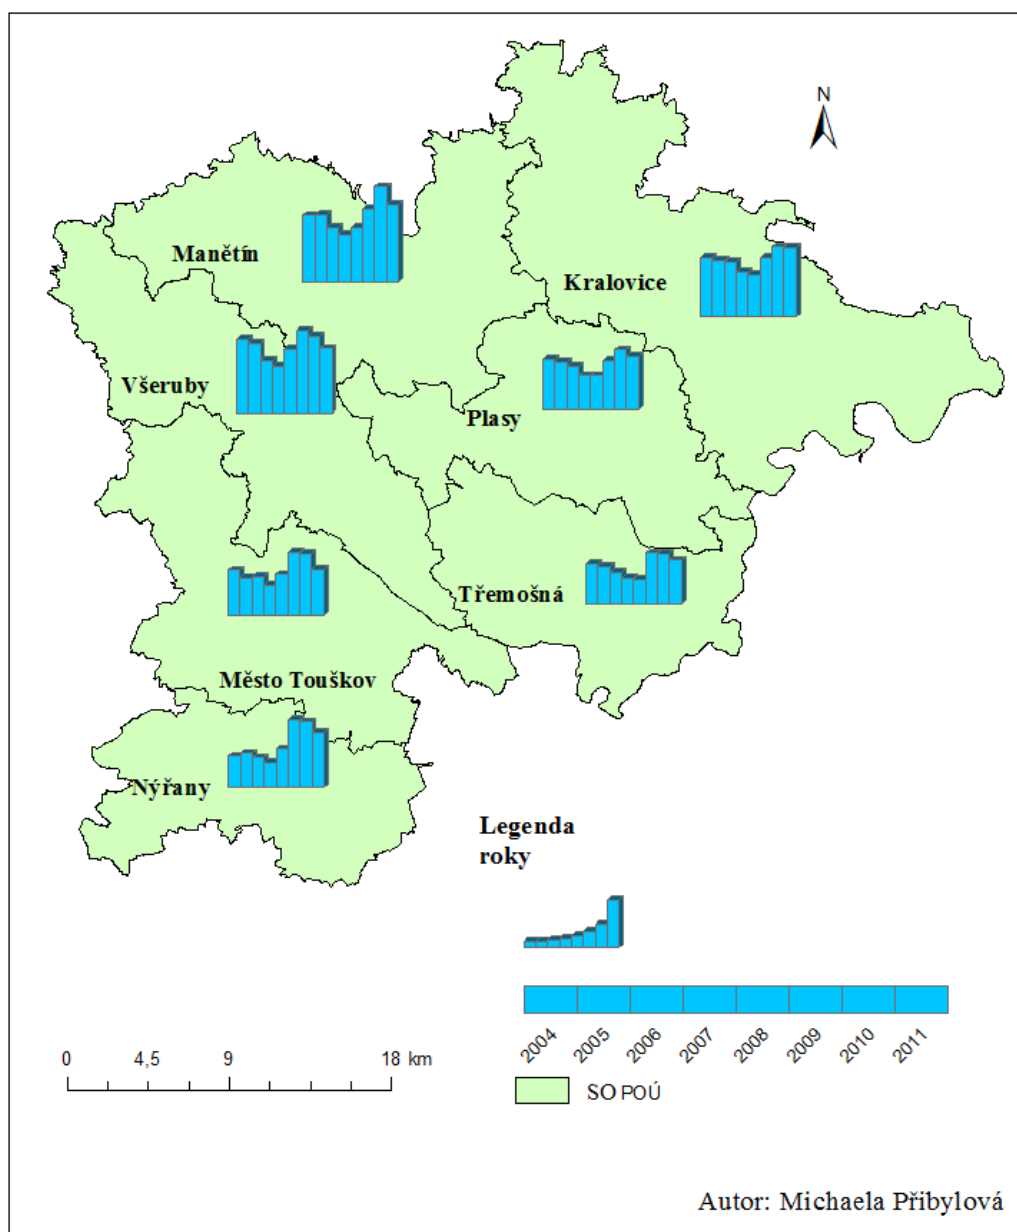 N
Manětín
Kralovice
Všeruby
Plasy
Třemošná
Město Touškov
Nýřany
Legenda
roky
2004 2005 2006 2007 2008 2009 2010 2011
0 4,5 9 18 km
SO POÚ
Autor: Michaela Přibylová